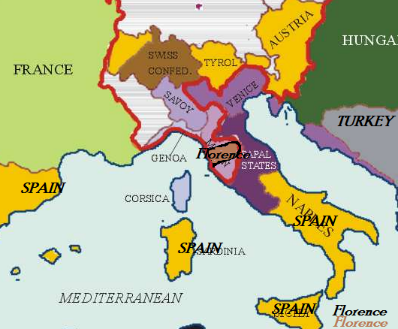 AUSTRIA
HUNGA
FRANCE
SWISS
CONFED.
TYROL
SAVOY
VENICE
TURKEY
GENOA
Florence
PAPAL
STATES
SPAIN
CORSICA
NAPLES
SPAIN
SPAIN
SARDINIA
MEDITERRANEAN
SPAIN
Florence
Florence